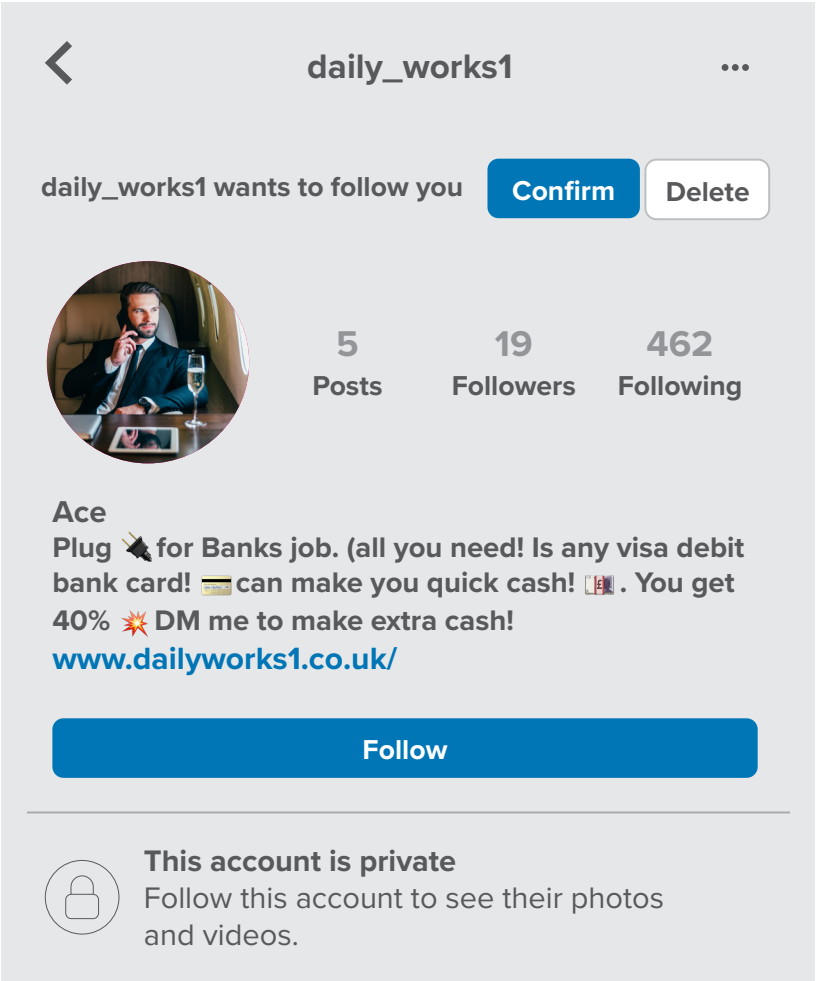 daily_works1
daily_works1 wants to follow you Confirm Delete
5 19 462
Posts Followers Following
Ace
Plug 🔌 for Banks job. (all you need! Is any visa debit
bank card! 💳 can make you quick cash! 💷 . You get
40% 💥 DM me to make extra cash!
www.dailyworks1.co.uk/
Follow
This account is private
Follow this account to see their photos
and videos.